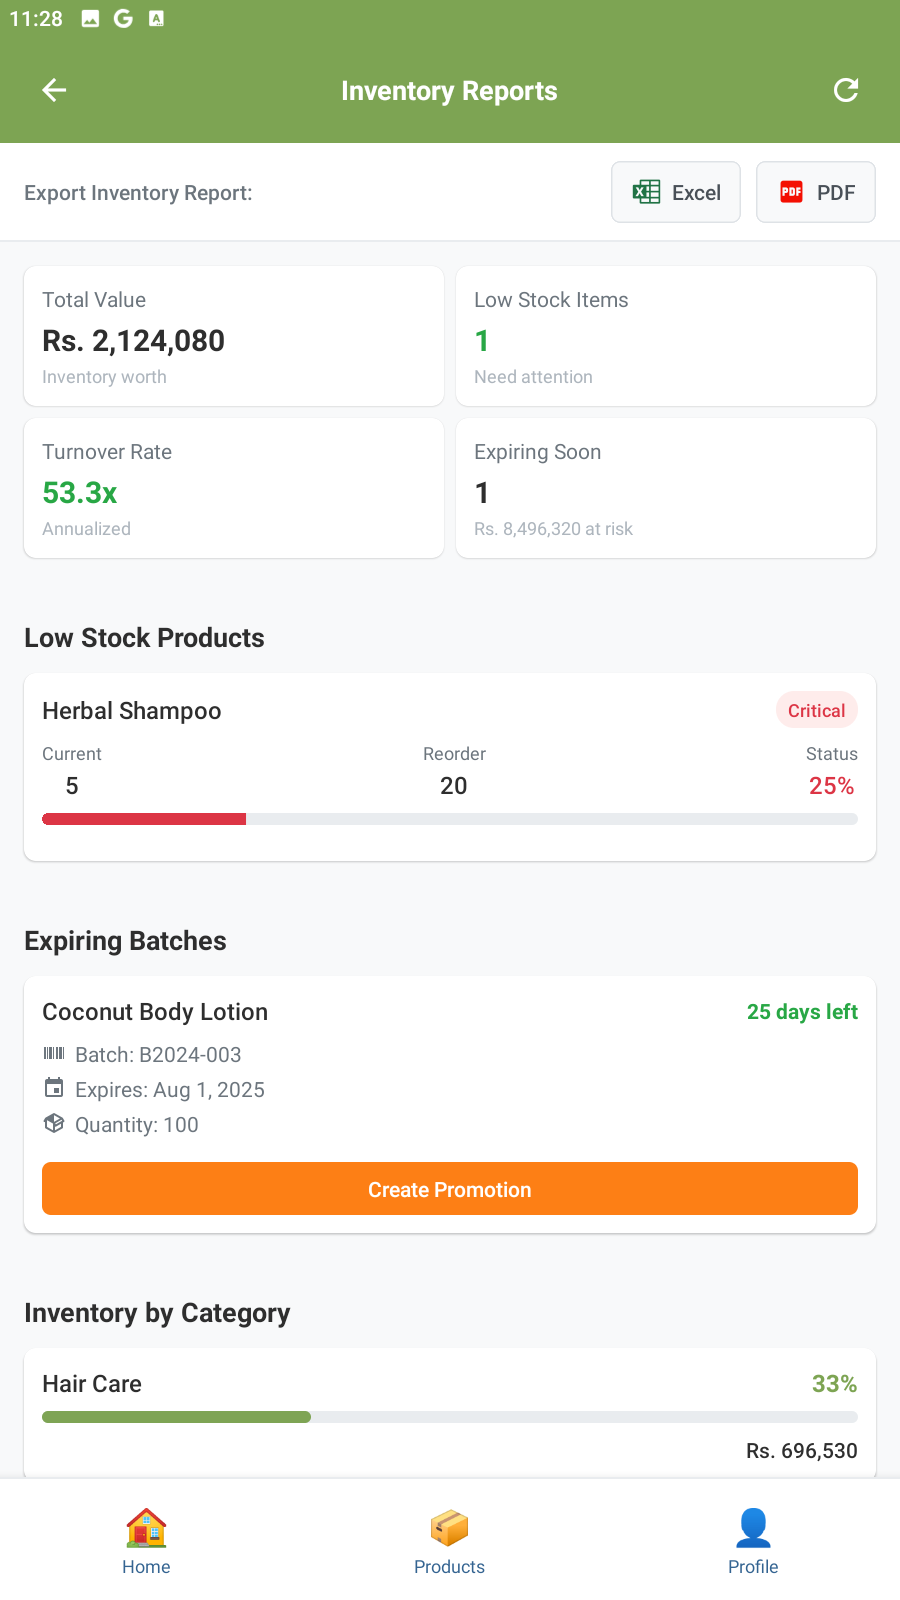 11:28
Inventory Reports
Export Inventory Report:
Excel
PDF
PDF
Total Value
Rs. 2,124,080
Inventory worth
Low Stock Items
1
Need attention
Turnover Rate
53.3x
Annualized
Expiring Soon
1
Rs. 8,496,320 at risk
Low Stock Products
Herbal Shampoo
Critical
Current
Reorder
Status
5
20
25%
Expiring Batches
Coconut Body Lotion
25 days left
Batch: B2024-003
Expires: Aug 1, 2025
Quantity: 100
Create Promotion
Inventory by Category
Hair Care
33%
Rs. 696,530
Home
Products
Profile